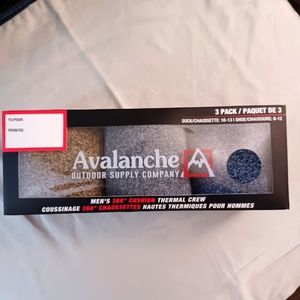 3 PACK / PAQUET DE 3
SOCK/CHAUSSETTE: 10-13 | SHOE/CHAUSSURE: 8-12
TO/POUR:
FROM/DE:
Avalanche
OUTDOOR SUPPLY COMPANY
MEN'S 360° CUSHION THERMAL CREW
COUSSINAGE 360° CHAUSSETTES HAUTES THERMIQUES POUR HOMMES